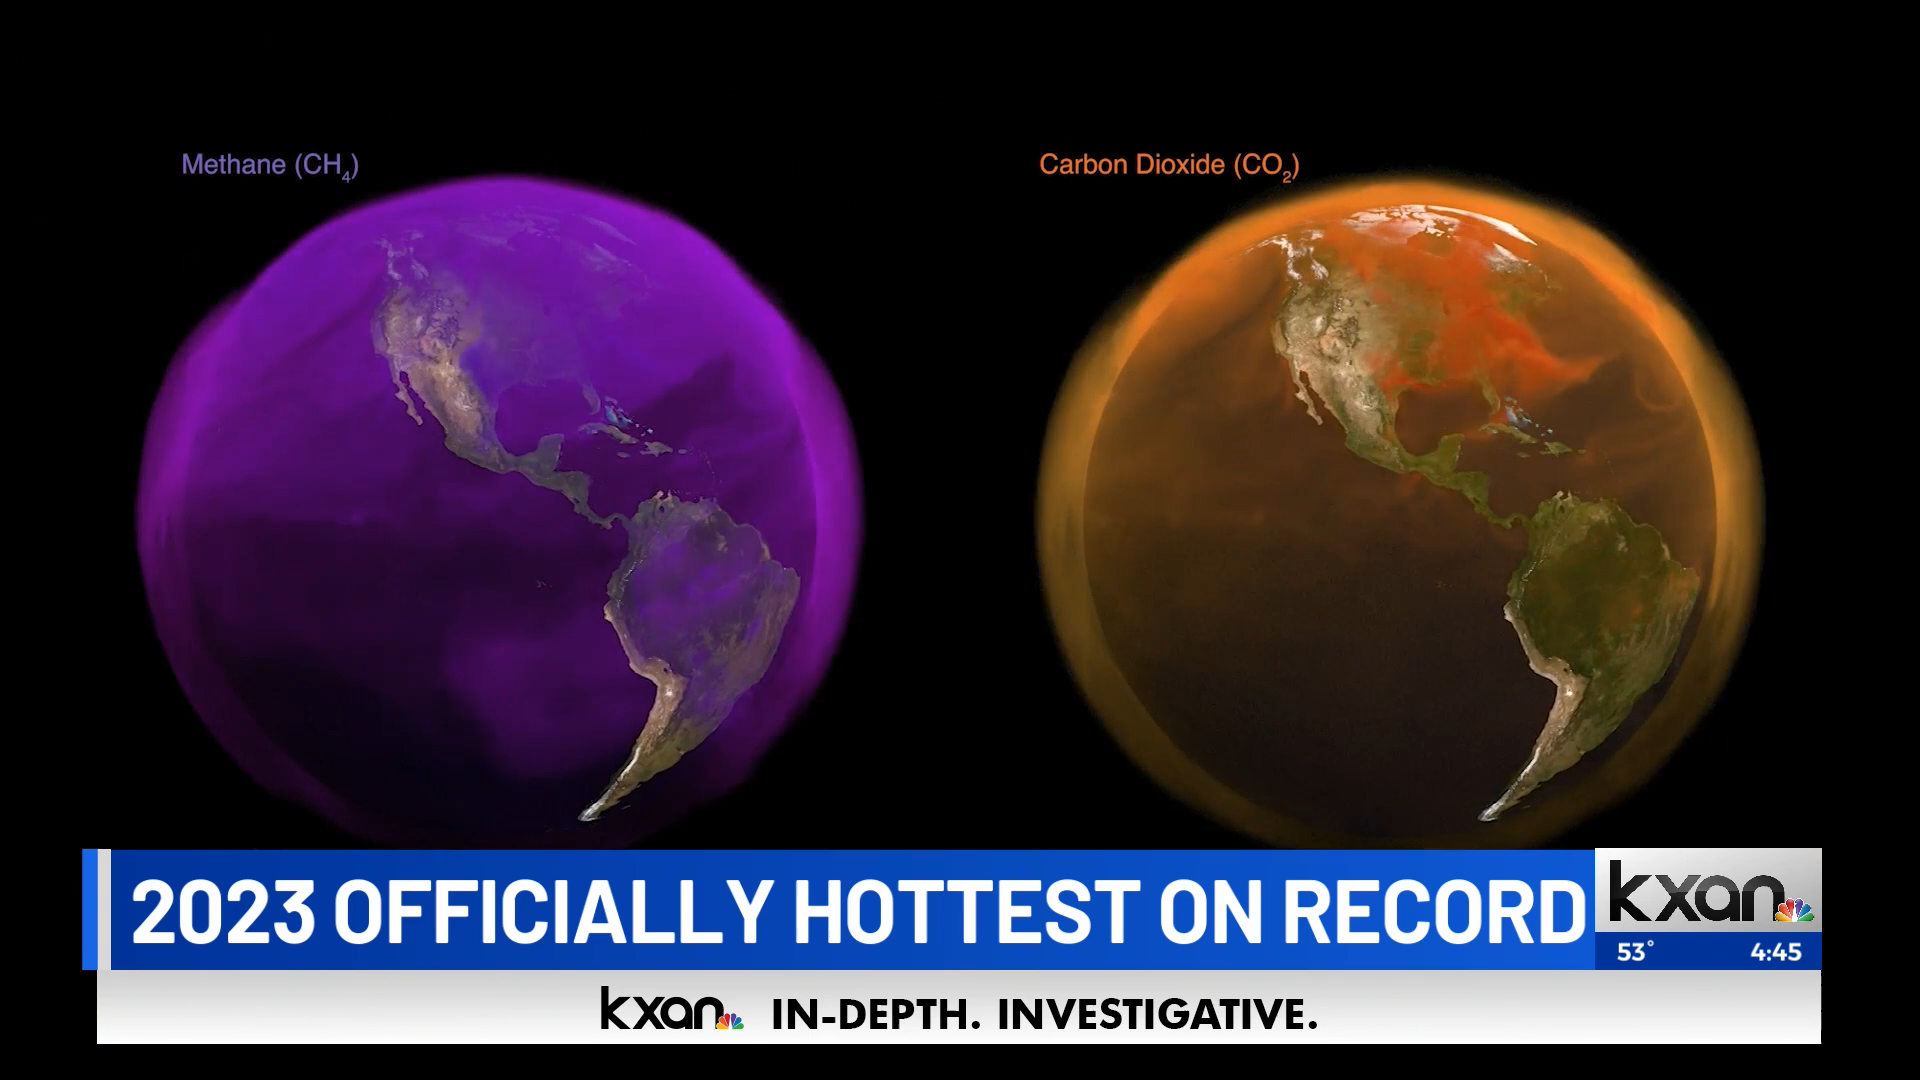 Methane (CH₄)
Carbon Dioxide (CO₂)
2023 OFFICIALLY HOTTEST ON RECORD
kxan
53° 4:45
kxan IN-DEPTH. INVESTIGATIVE.